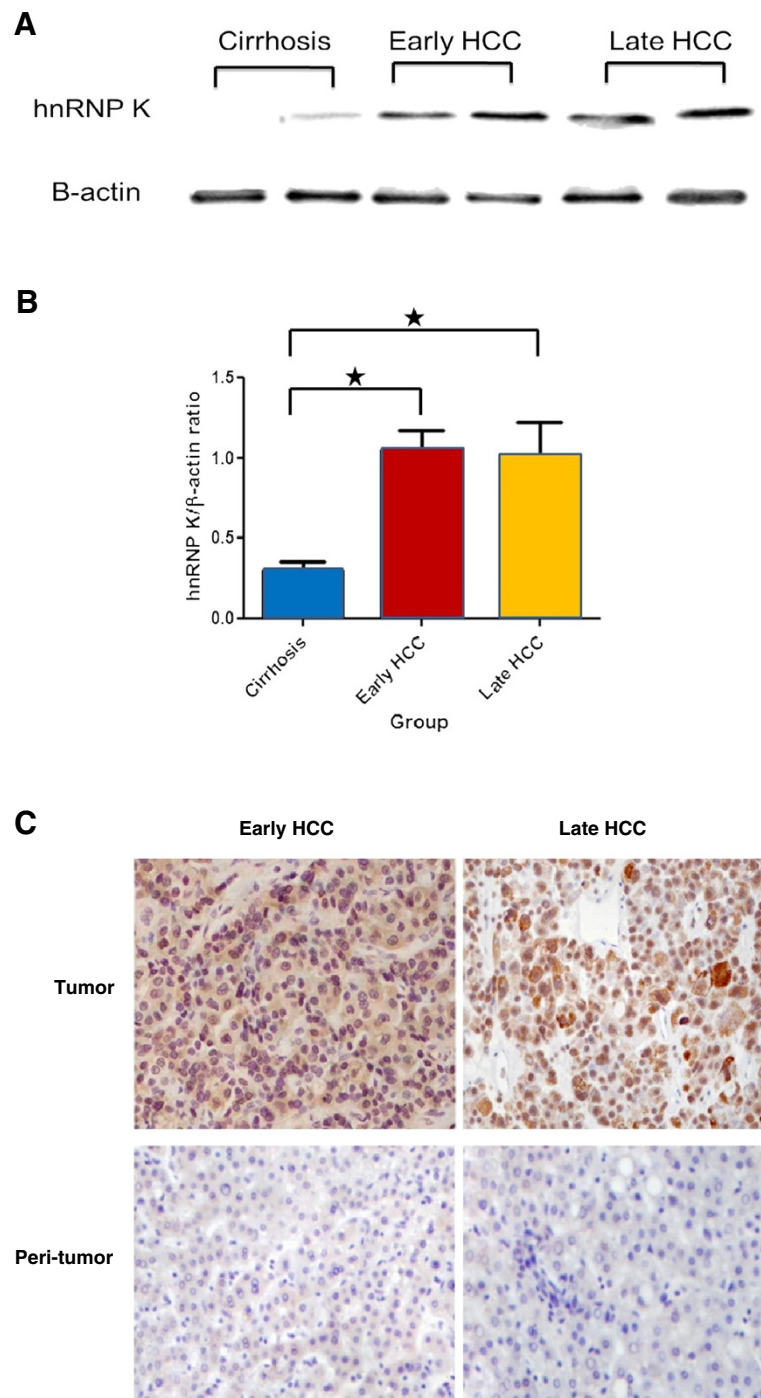 A
Cirrhosis Early HCC Late HCC
hnRNP K
B-actin
B
★
★
hnRNP K/β-actin ratio
1.5
1.0
0.5
0.0
Cirrhosis
Early HCC
Late HCC
Group
C
Early HCC Late HCC
Tumor
Peri-tumor